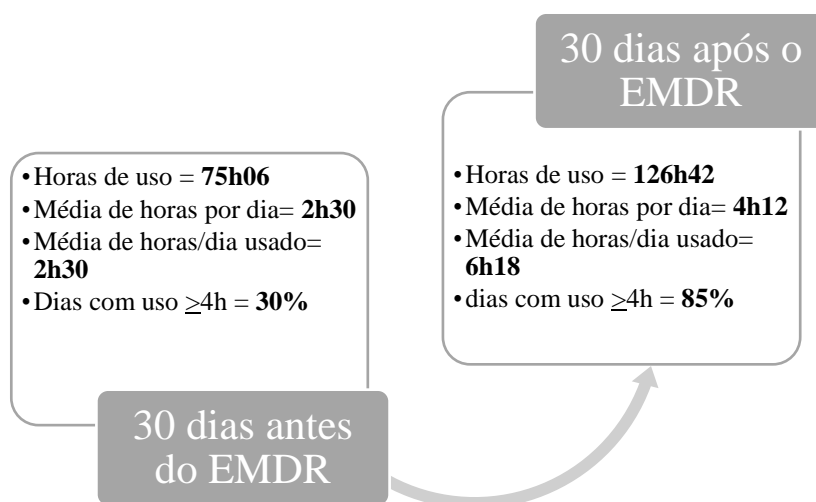 30 dias após o
EMDR
•Horas de uso = 126h42
•Média de horas por dia= 4h12
•Média de horas/dia usado=
6h18
•dias com uso ≥4h = 85%
•Horas de uso = 75h06
•Média de horas por dia= 2h30
•Média de horas/dia usado=
2h30
•Dias com uso ≥4h = 30%
30 dias antes
do EMDR